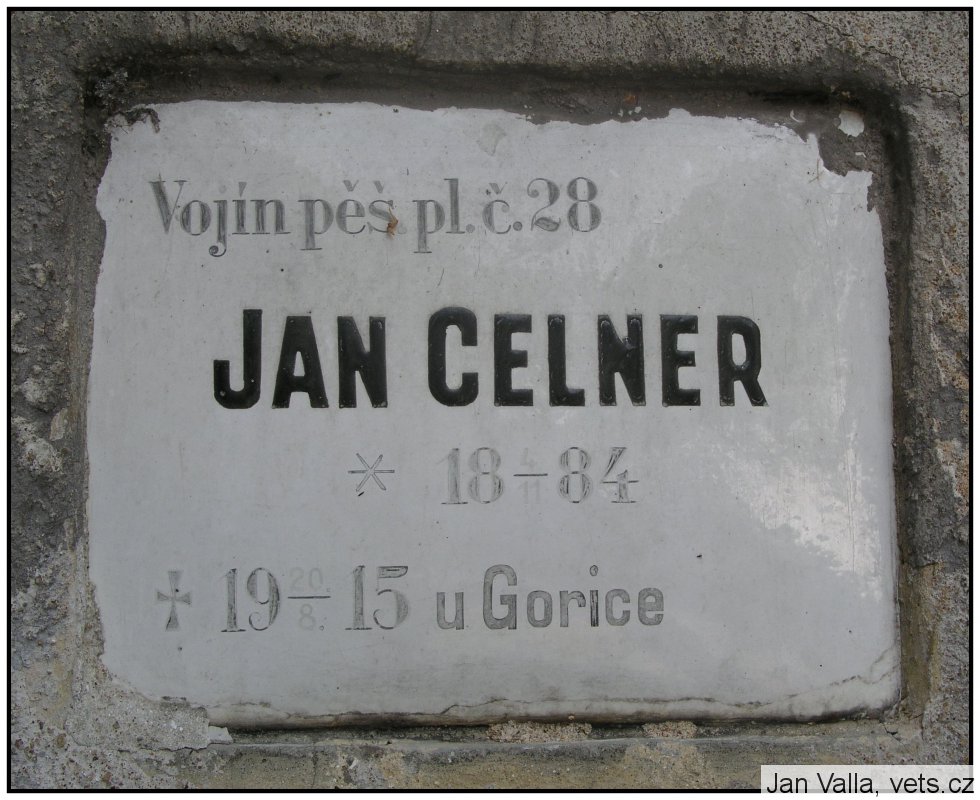 Vojín pěš. pl. č. 28
JAN CELNER
* 18 4/11 84
✝ 19 20/8. 15 u Gorice
Jan Valla, vets.cz